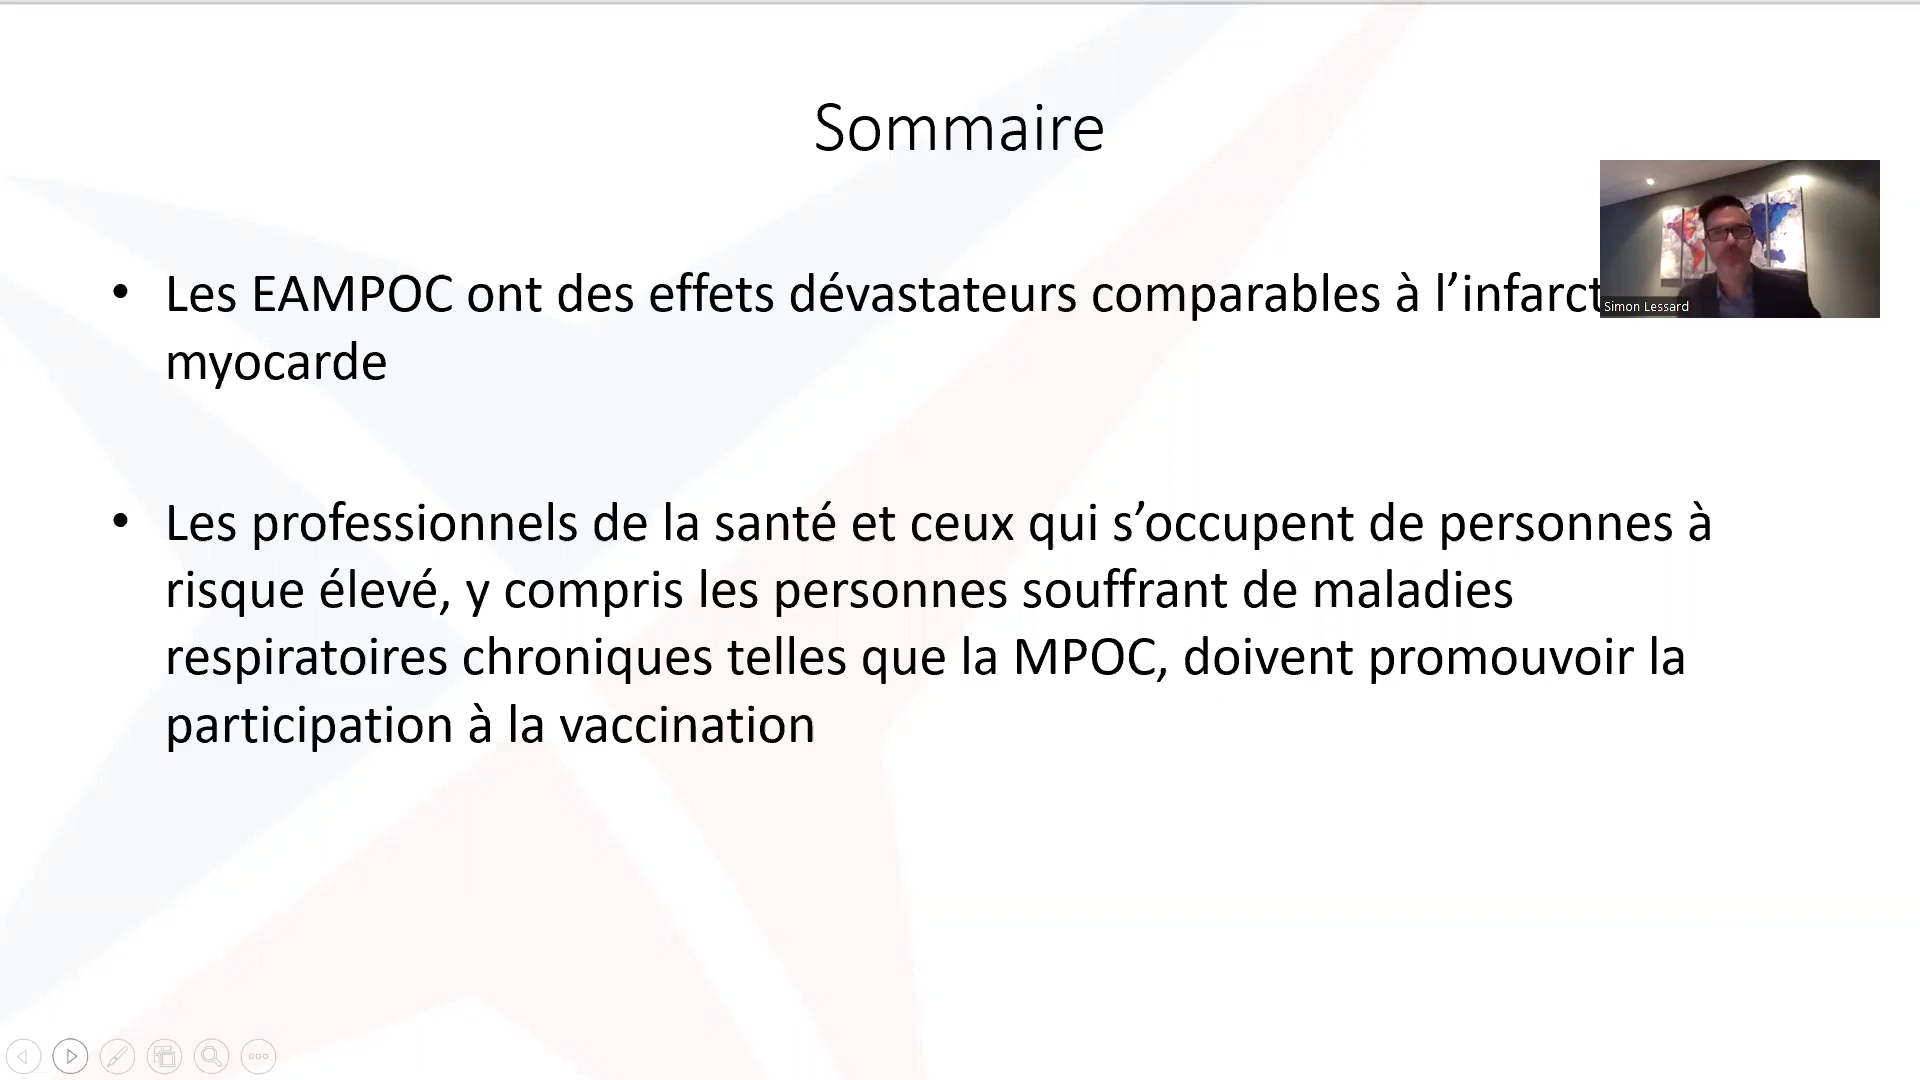 Sommaire
• Les EAMPOC ont des effets dévastateurs comparables à l’infarct
myocarde
• Les professionnels de la santé et ceux qui s’occupent de personnes à
risque élevé, y compris les personnes souffrant de maladies
respiratoires chroniques telles que la MPOC, doivent promouvoir la
participation à la vaccination
Simon Lessard